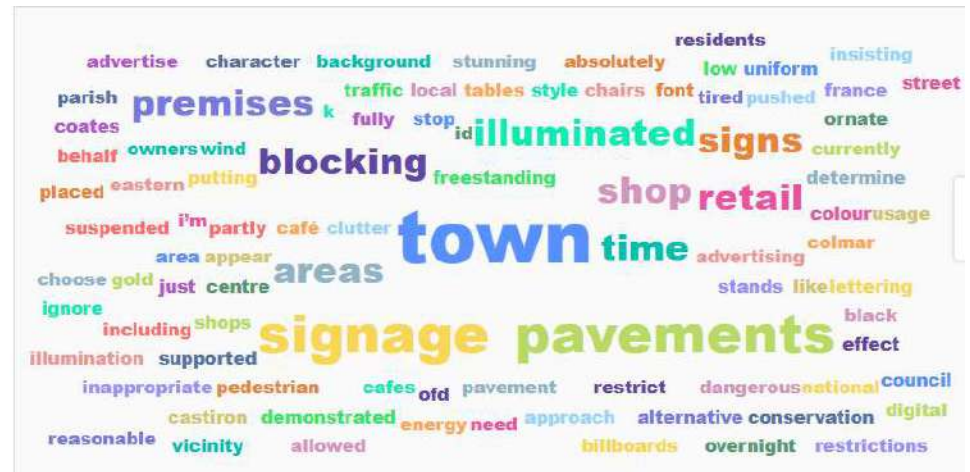 residents
advertise character background stunning absolutely insisting
low uniform
parish premises k traffic local tables style chairs font tired pushed france street
coates fully stop id illuminated signs ornate
behalf owners wind blocking currently
placed eastern putting freestanding shop retail determine
suspended i'm partly café clutter town time colour usage
area appear areas advertising colmar
choose gold just centre stands like lettering
ignore
including shops signage pavements black
illumination supported effect
inappropriate pedestrian cafes ofd pavement restrict dangerous national council
castiron demonstrated energy need approach alternative conservation digital
reasonable vicinity allowed billboards overnight restrictions